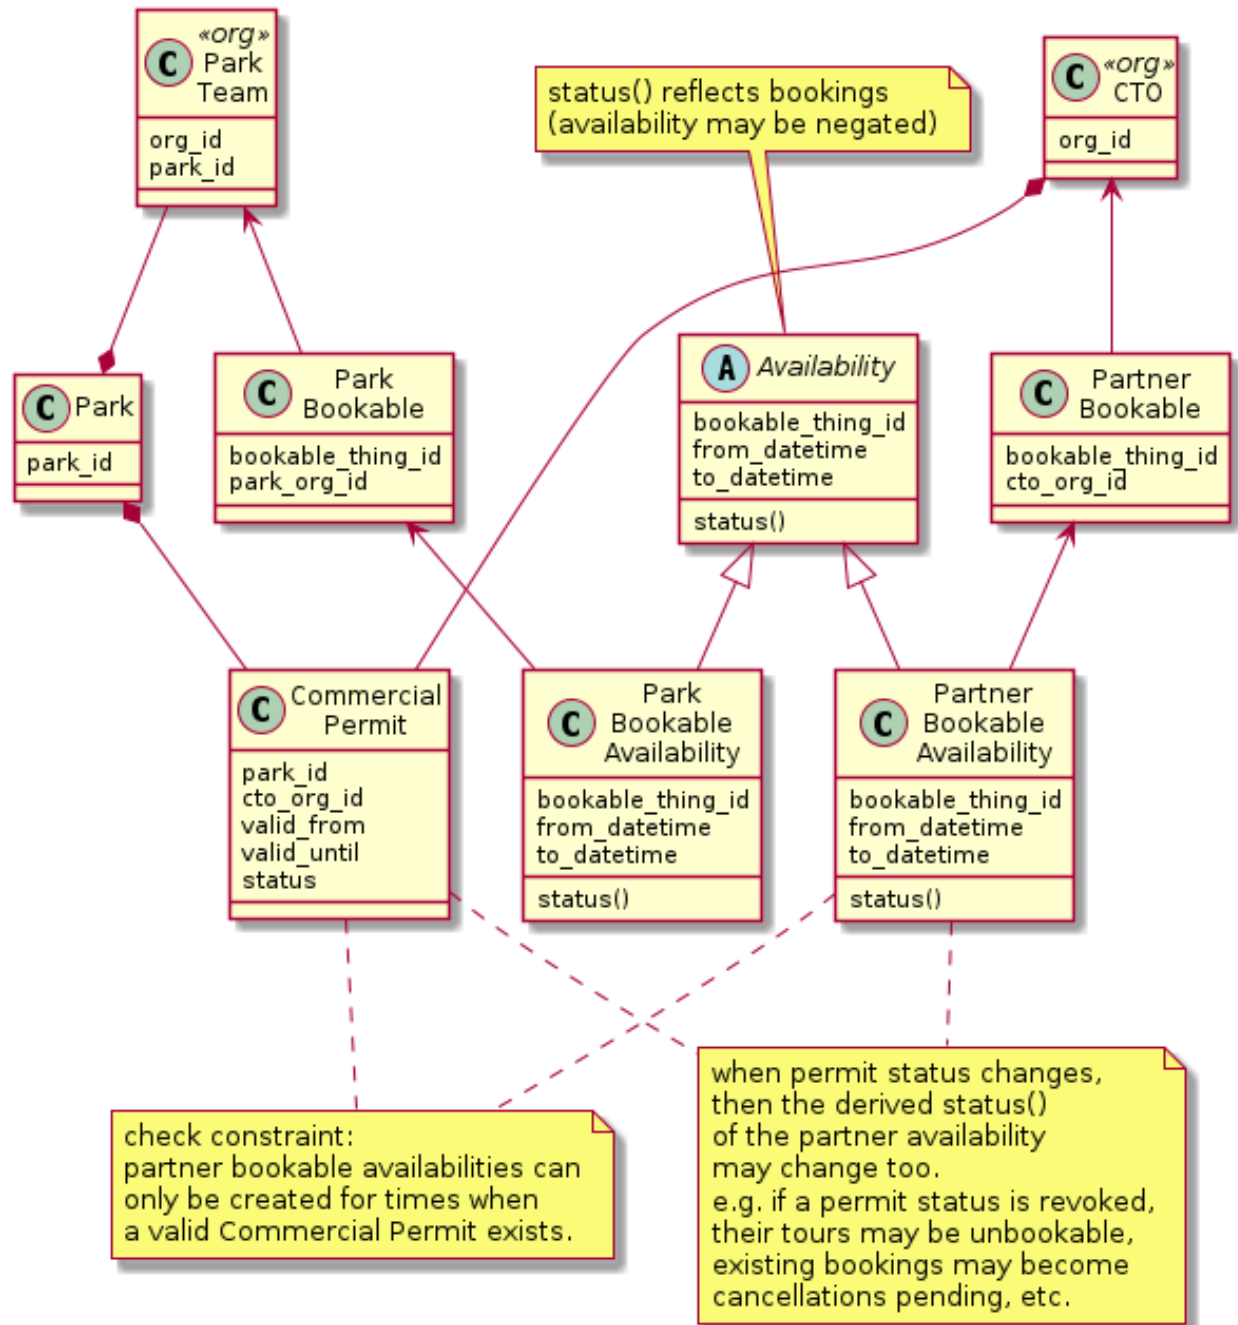 «org»
Park
Team
org_id
park_id
status() reflects bookings
(availability may be negated)
C
«org»
CTO
org_id
C
Park
park_id
C
Park
Bookable
bookable_thing_id
park_org_id
C
Availability
bookable_thing_id
from_datetime
to_datetime
status()
A
Partner
Bookable
bookable_thing_id
cto_org_id
C
Commercial
Permit
park_id
cto_org_id
valid_from
valid_until
status
C
Park
Bookable
Availability
bookable_thing_id
from_datetime
to_datetime
status()
C
Partner
Bookable
Availability
bookable_thing_id
from_datetime
to_datetime
status()
C
check constraint:
partner bookable availabilities can
only be created for times when
a valid Commercial Permit exists.
when permit status changes,
then the derived status()
of the partner availability
may change too.
e.g. if a permit status is revoked,
their tours may be unbookable,
existing bookings may become
cancellations pending, etc.
C